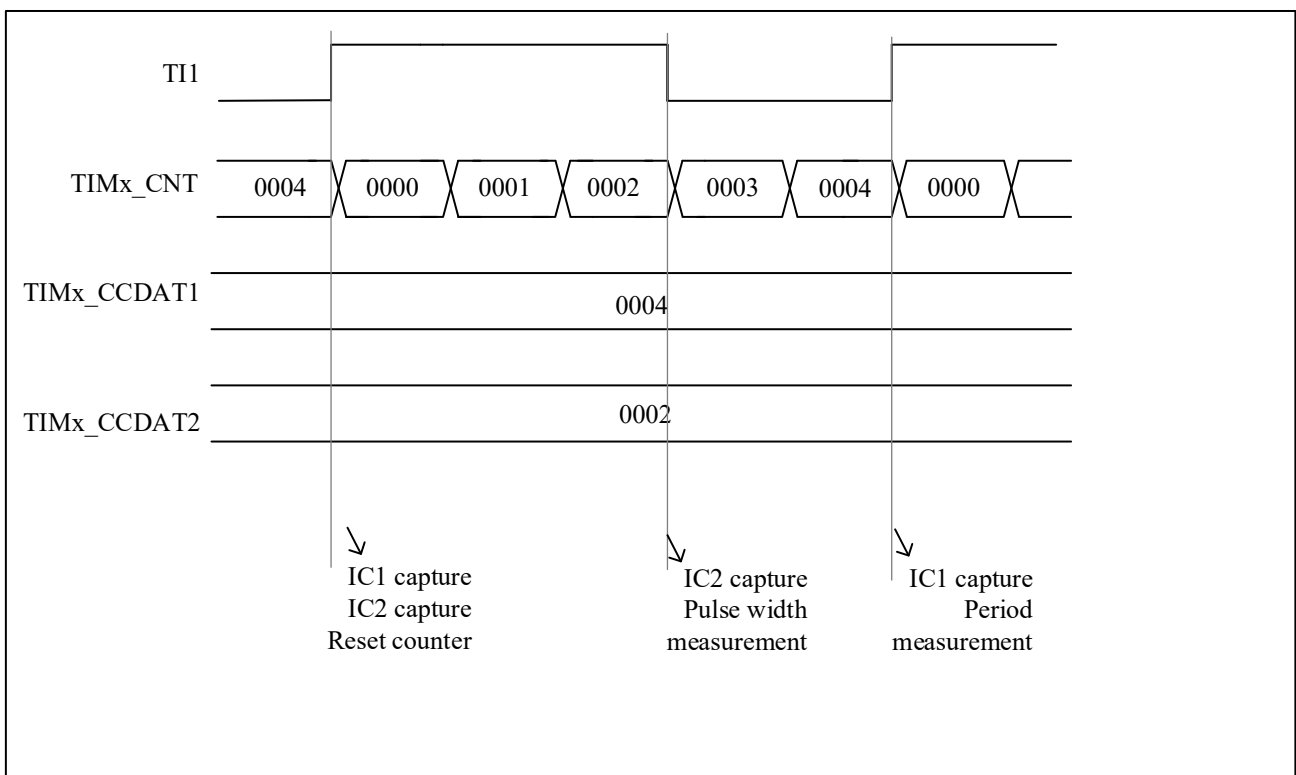 TI1
TIMx_CNT
0004 0000 0001 0002 0003 0004 0000
TIMx_CCDAT1
0004
TIMx_CCDAT2
0002
IC1 capture
IC2 capture
Reset counter
IC2 capture
Pulse width
measurement
IC1 capture
Period
measurement